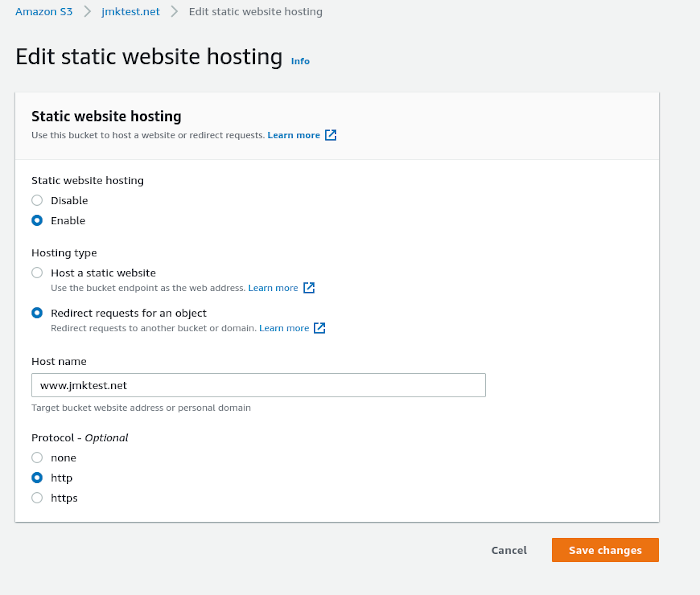 Amazon S3 > jmktest.net > Edit static website hosting
Edit static website hosting Info
Static website hosting
Use this bucket to host a website or redirect requests. Learn more
Static website hosting
Disable
Enable
Hosting type
Host a static website
Use the bucket endpoint as the web address. Learn more
Redirect requests for an object
Redirect requests to another bucket or domain. Learn more
Host name
www.jmktest.net
Target bucket website address or personal domain
Protocol - Optional
none
http
https
Cancel Save changes